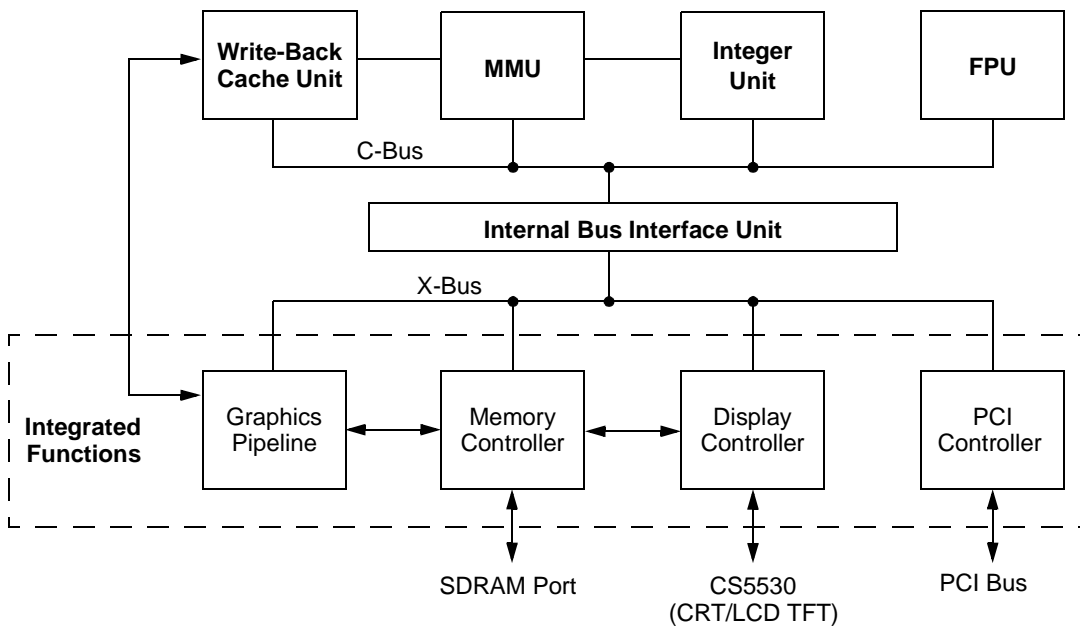 Write-Back
Cache Unit
MMU
Integer
Unit
FPU
C-Bus
Internal Bus Interface Unit
X-Bus
Integrated
Functions
Graphics
Pipeline
Memory
Controller
Display
Controller
PCI
Controller
SDRAM Port
CS5530
(CRT/LCD TFT)
PCI Bus